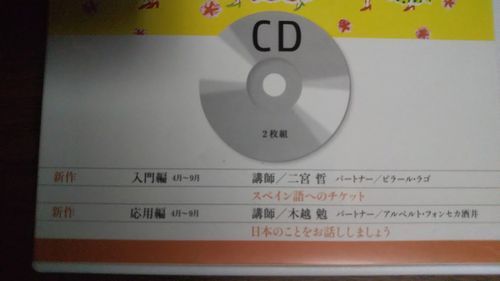 CD
2枚組
新作 入門編 4月～9月 講師／二宮 哲 パートナー／ピラール・ラゴ
スペイン語へのチケット
新作 応用編 4月～9月 講師／木越 勉 パートナー／アルベルト・フォンセカ酒井
日本のことをお話ししましょう